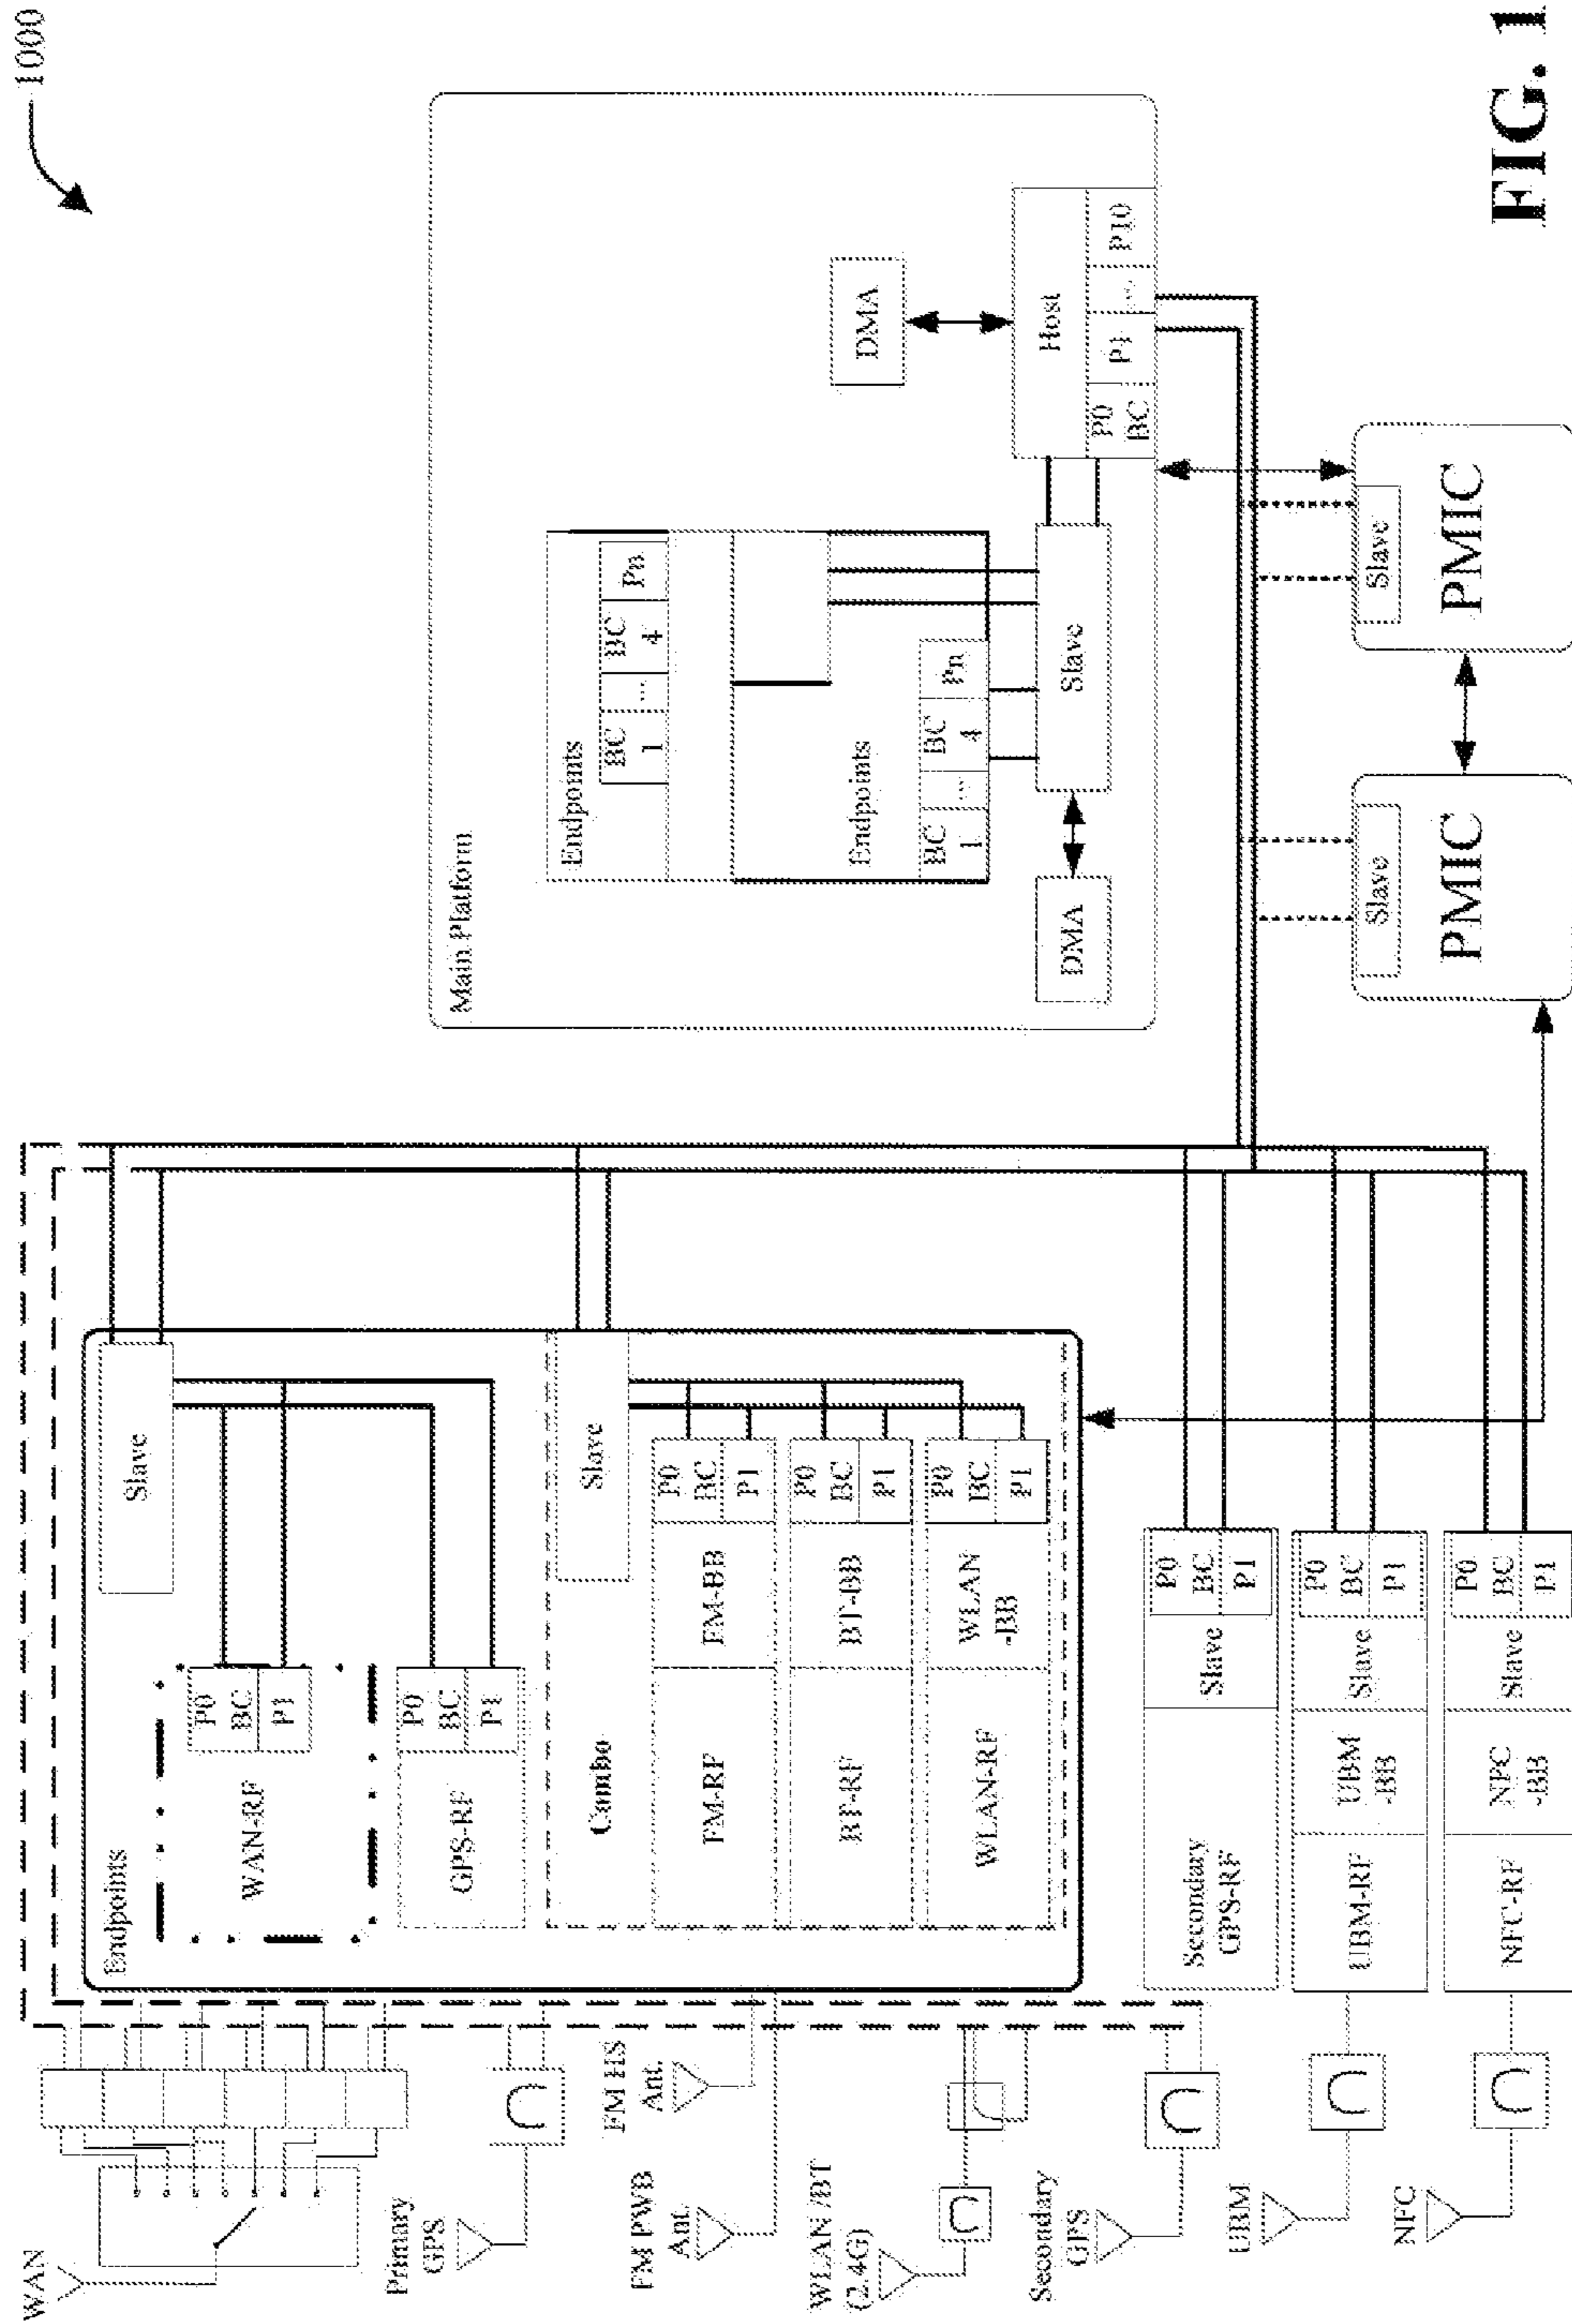 1000
WAN
Primary
GPS
FM HS
Ant.
FM PWB
Ant.
WLAN /BT
(2.4G)
Secondary
GPS
UBM
NFC
Endpoints
Slave
WAN-RF
P0
BC
P1
GPS-RF
P0
BC
P1
Combo
Slave
FM-RF
FM-BB
P0
BC
P1
BT-RF
BT-BB
P0
BC
P1
WLAN-RF
WLAN
-BB
P0
BC
P1
Secondary
GPS-RF
Slave
P0
BC
P1
UBM-RF
UBM
-BB
Slave
P0
BC
P1
NFC-RF
NFC
-BB
Slave
P0
BC
P1
Main Platform
Endpoints
BC
1
...
BC
4
Pn
Endpoints
BC
1
...
BC
4
Pn
DMA
Slave
DMA
Host
P0
BC
P1
...
P10
Slave
PMIC
Slave
PMIC
FIG. 1